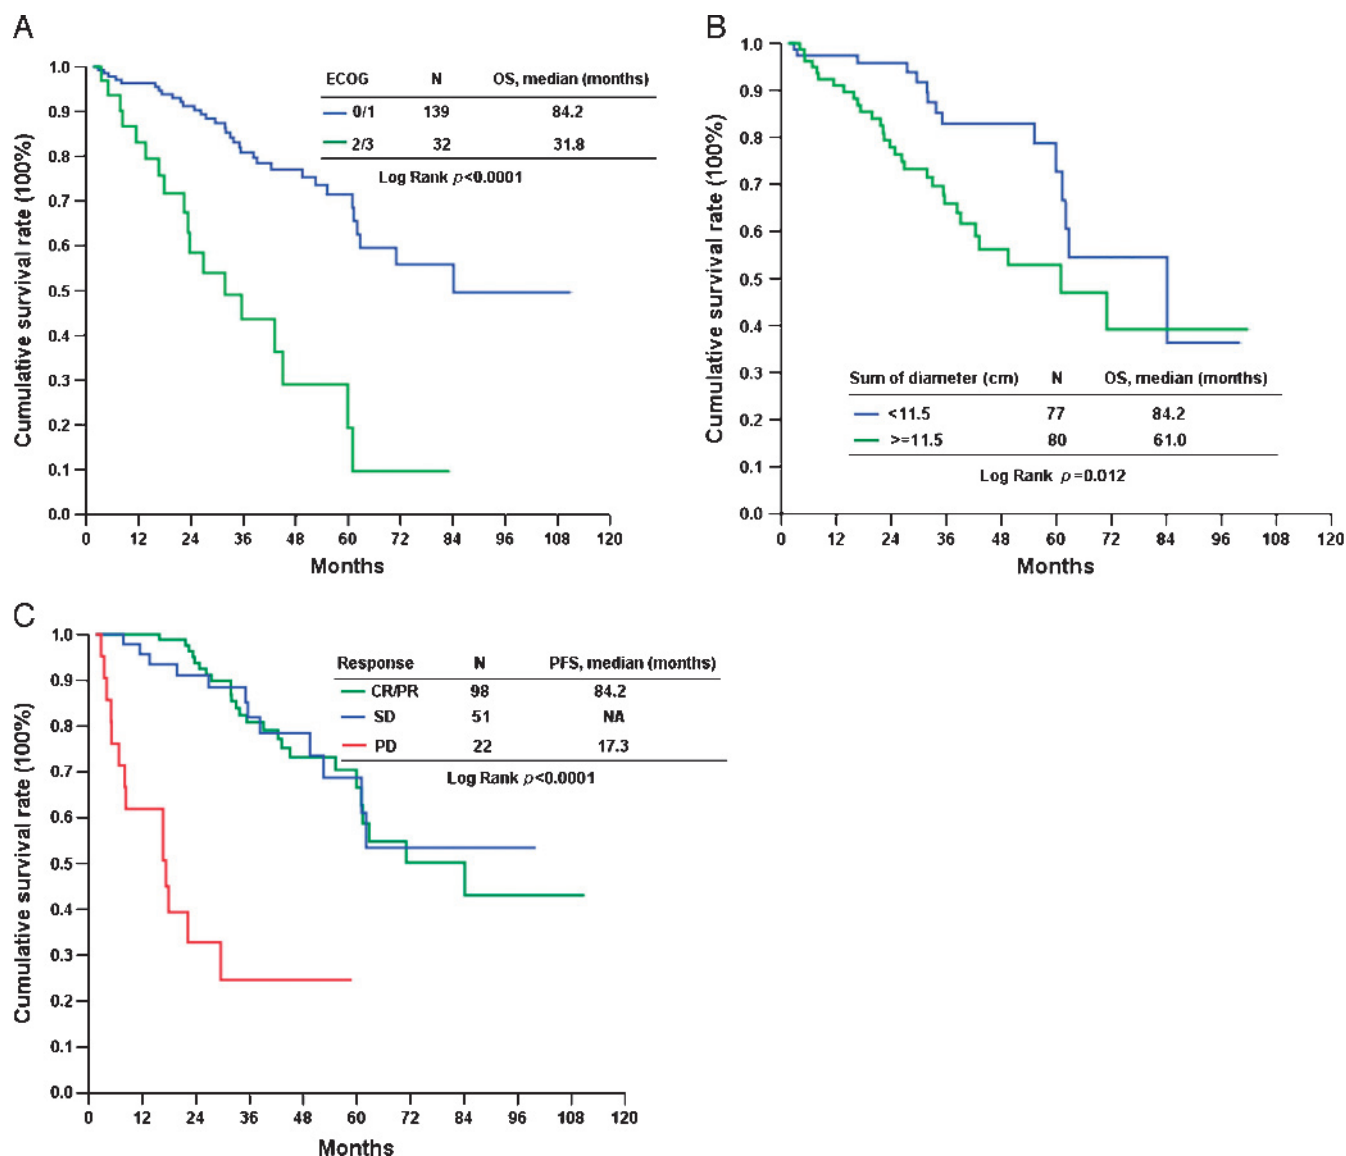 A
Cumulative survival rate (100%)
1.0
0.9
0.8
0.7
0.6
0.5
0.4
0.3
0.2
0.1
0.0
0 12 24 36 48 60 72 84 96 108 120
Months
ECOG N OS, median (months)
0/1 139 84.2
2/3 32 31.8
Log Rank p<0.0001
B
Cumulative survival rate (100%)
1.0
0.9
0.8
0.7
0.6
0.5
0.4
0.3
0.2
0.1
0.0
0 12 24 36 48 60 72 84 96 108 120
Months
Sum of diameter (cm) N OS, median (months)
<11.5 77 84.2
>=11.5 80 61.0
Log Rank p=0.012
C
Cumulative survival rate (100%)
1.0
0.9
0.8
0.7
0.6
0.5
0.4
0.3
0.2
0.1
0.0
0 12 24 36 48 60 72 84 96 108 120
Months
Response N PFS, median (months)
CR/PR 98 84.2
SD 51 NA
PD 22 17.3
Log Rank p<0.0001